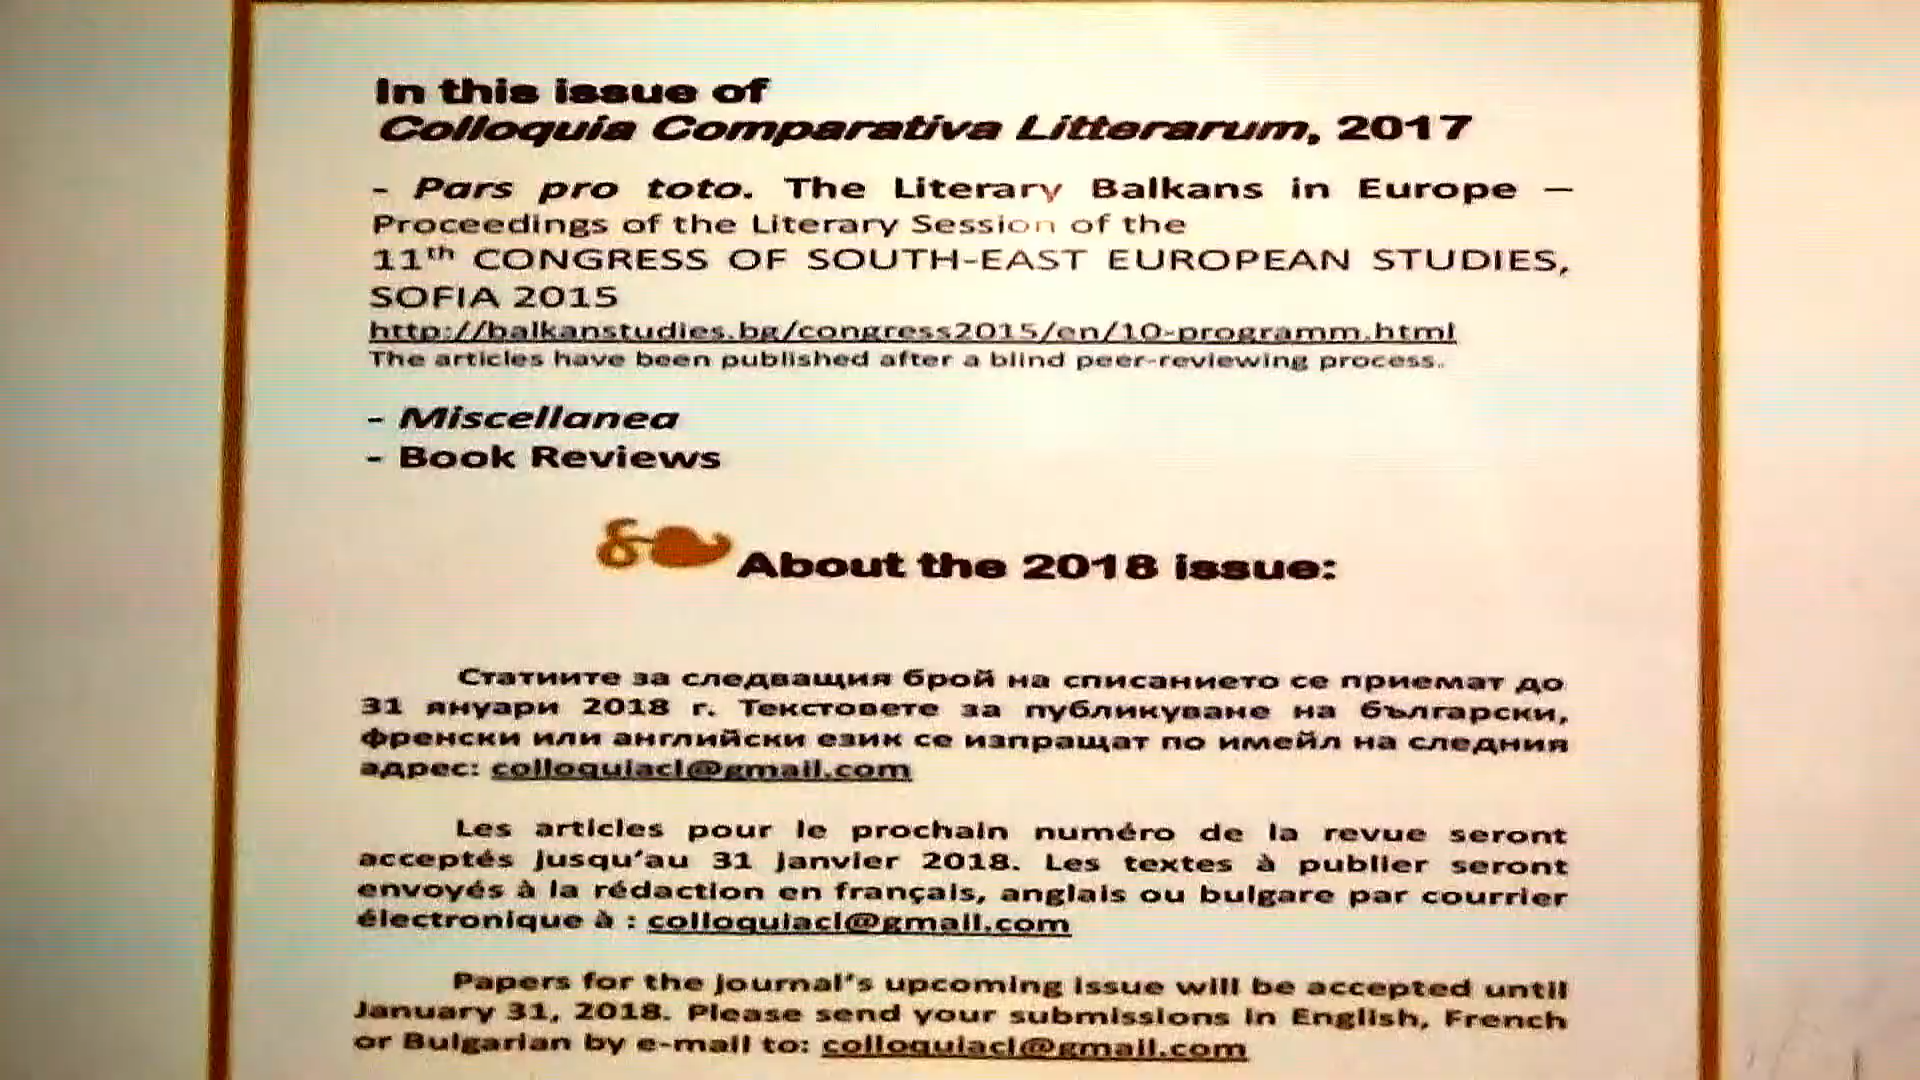 In this issue of
Colloquia Comparativa Litterarum, 2017
- Pars pro toto. The Literary Balkans in Europe –
Proceedings of the Literary Session of the
11th CONGRESS OF SOUTH-EAST EUROPEAN STUDIES,
SOFIA 2015
http://balkanstudies.bg/congress2015/en/10-programm.html
The articles have been published after a blind peer-reviewing process.
- Miscellanea
- Book Reviews
About the 2018 issue:
Статиите за следващия брой на списанието се приемат до
31 януари 2018 г. Текстовете за публикуване на български,
френски или английски език се изпращат по имейл на следния
адрес: colloquiacl@gmail.com
Les articles pour le prochain numéro de la revue seront
acceptés jusqu'au 31 janvier 2018. Les textes à publier seront
envoyés à la rédaction en français, anglais ou bulgare par courrier
électronique à : colloquiacl@gmail.com
Papers for the journal's upcoming issue will be accepted until
January 31, 2018. Please send your submissions in English, French
or Bulgarian by e-mail to: colloquiacl@gmail.com